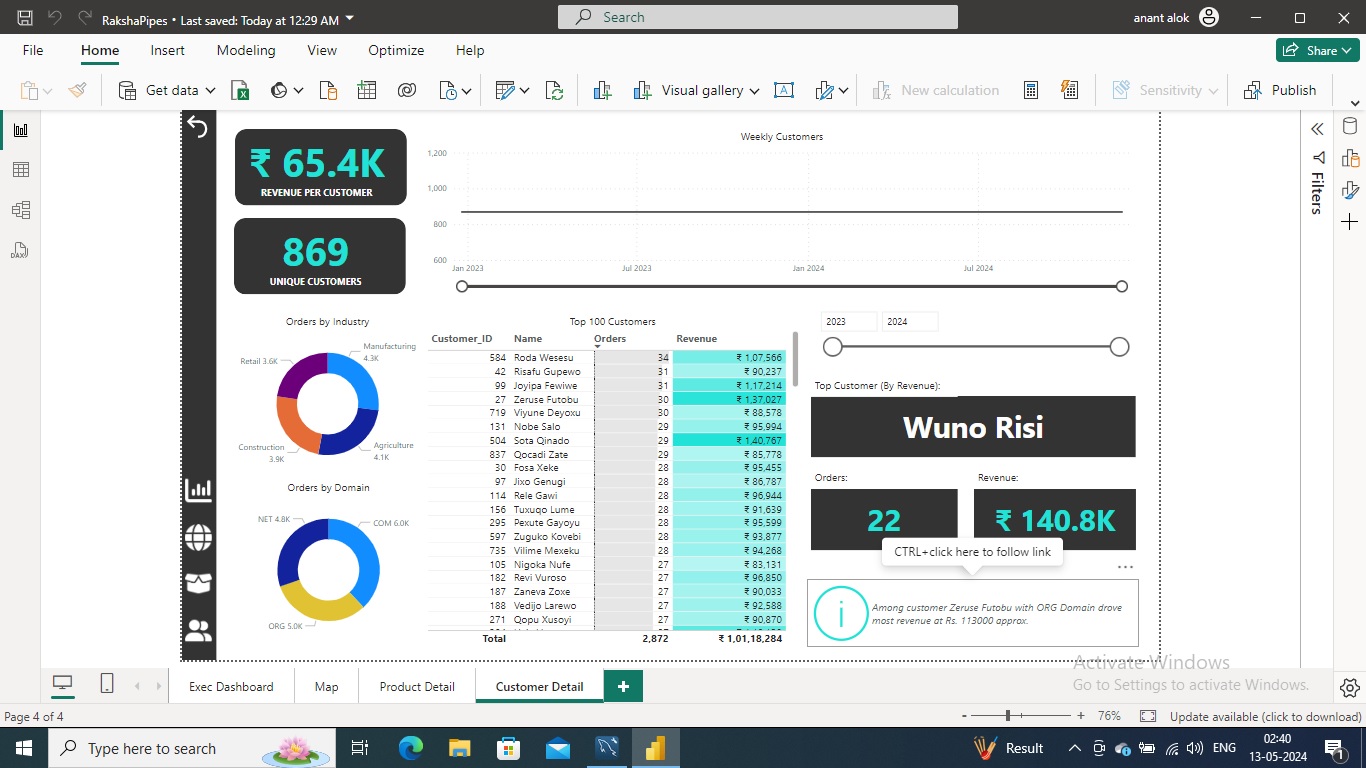 RakshaPipes • Last saved: Today at 12:29 AM
Search
anant alok
File Home Insert Modeling View Optimize Help
Share
Get data
Visual gallery
New calculation
Sensitivity
Publish
₹ 65.4K
REVENUE PER CUSTOMER
869
UNIQUE CUSTOMERS
Weekly Customers
1,200
1,000
800
600
Jan 2023 Jul 2023 Jan 2024 Jul 2024
Filters
Orders by Industry
Manufacturing
4.3K
Retail 3.6K
Construction
3.9K
Agriculture
4.1K
Orders by Domain
NET 4.8K
COM 6.0K
ORG 5.0K
Top 100 Customers
Customer_ID Name Orders Revenue
584 Roda Wesesu 34 ₹ 1,07,566
42 Risafu Gupewo 31 ₹ 90,237
99 Joyipa Fewiwe 31 ₹ 1,17,214
27 Zeruse Futobu 30 ₹ 1,37,027
719 Viyune Deyoxu 30 ₹ 88,578
131 Nobe Salo 29 ₹ 95,994
504 Sota Qinado 29 ₹ 1,40,767
837 Qocadi Zate 29 ₹ 85,778
30 Fosa Xeke 28 ₹ 95,455
97 Jixo Genugi 28 ₹ 86,787
114 Rele Gawi 28 ₹ 96,944
156 Tuxuqo Lume 28 ₹ 91,639
295 Pexute Gayoyu 28 ₹ 95,599
597 Zuguko Kovebi 28 ₹ 93,877
735 Vilime Mexeku 28 ₹ 94,268
105 Nigoka Nufe 27 ₹ 83,131
182 Revi Vuroso 27 ₹ 96,850
187 Zaneva Zoxe 27 ₹ 90,033
188 Vedijo Larewo 27 ₹ 92,588
271 Qopu Xusoyi 27 ₹ 90,870
Total 2,872 ₹ 1,01,18,284
2023 2024
Top Customer (By Revenue):
Wuno Risi
Orders: Revenue:
22 ₹ 140.8K
CTRL+click here to follow link
i
Among customer Zeruse Futobu with ORG Domain drove
most revenue at Rs. 113000 approx.
Activate Windows
Go to Settings to activate Windows.
Exec Dashboard Map Product Detail Customer Detail +
Page 4 of 4
- + 76%
Update available (click to download)
Type here to search
Result
ENG
02:40
13-05-2024
1
DAX